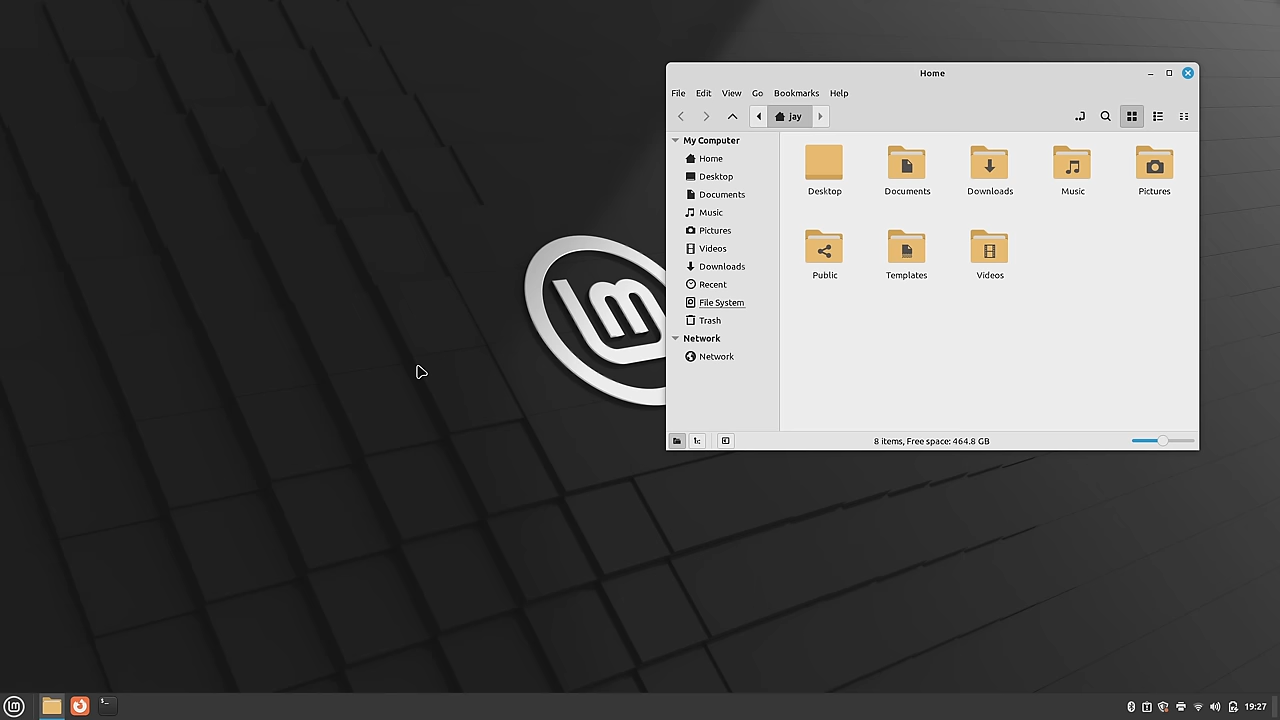 Home
File Edit View Go Bookmarks Help
jay
My Computer
Home
Desktop
Documents
Music
Pictures
Videos
Downloads
Recent
File System
Trash
Network
Network
Desktop Documents Downloads Music Pictures
Public Templates Videos
8 items, Free space: 464.8 GB
19:27